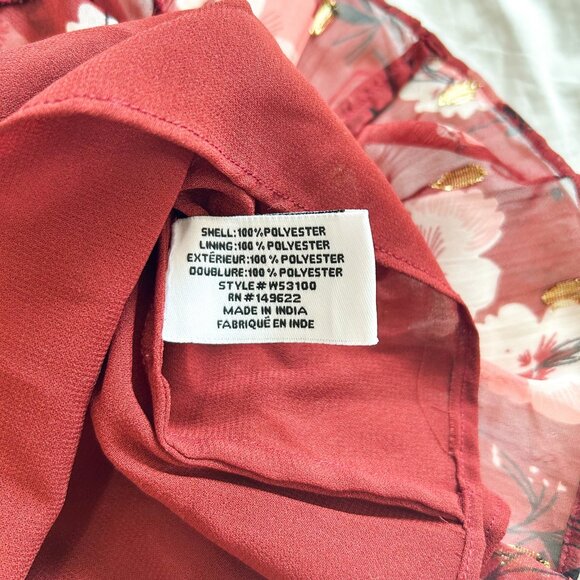 SHELL:100%POLYESTER
LINING:100 % POLYESTER
EXTÉRIEUR:100 % POLYESTER
DOUBLURE:100 % POLYESTER
STYLE# W53100
RN #149622
MADE IN INDIA
FABRIQUÉ EN INDE